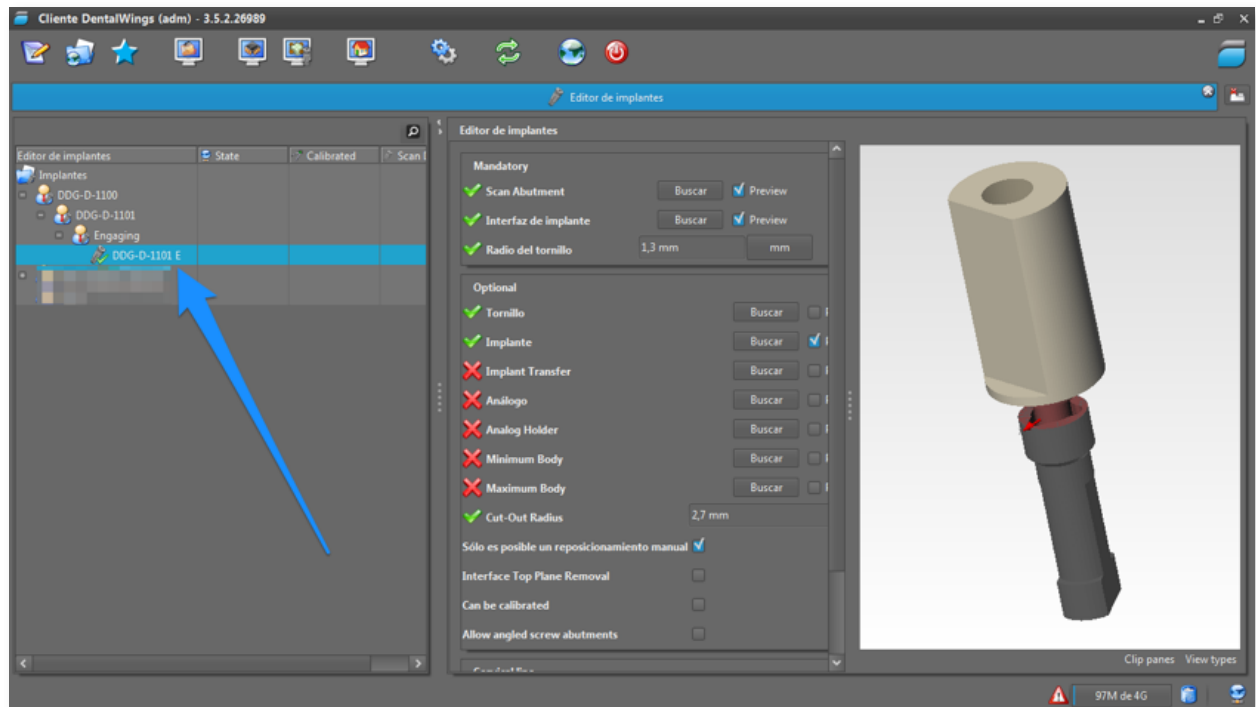 Cliente DentalWings (adm) - 3.5.2.26989
Editor de implantes
Editor de implantes State Calibrated Scan
Implantes
DDG-D-1100
DDG-D-1101
Engaging
DDG-D-1101 E
Editor de implantes
Mandatory
Scan Abutment Buscar Preview
Interfaz de implante Buscar Preview
Radio del tornillo 1,3 mm mm
Optional
Tornillo Buscar
Implante Buscar
Implant Transfer Buscar
Análogo Buscar
Analog Holder Buscar
Minimum Body Buscar
Maximum Body Buscar
Cut-Out Radius 2,7 mm
Sólo es posible un reposicionamiento manual
Interface Top Plane Removal
Can be calibrated
Allow angled screw abutments
Clip panes View types
97M de 4G